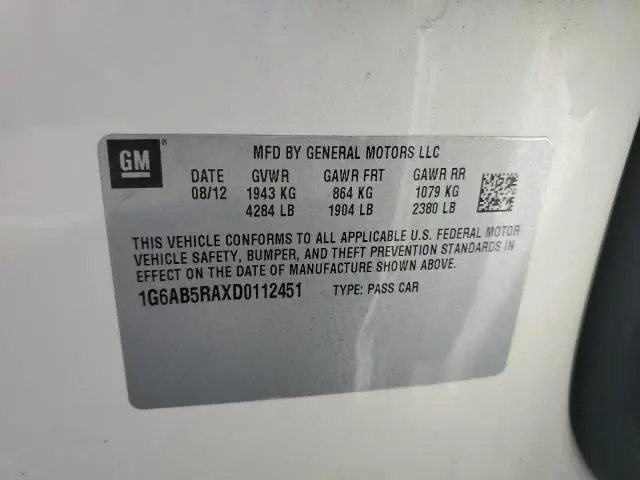 GM
MFD BY GENERAL MOTORS LLC
DATE GVWR GAWR FRT GAWR RR
08/12 1943 KG 864 KG 1079 KG
4284 LB 1904 LB 2380 LB
THIS VEHICLE CONFORMS TO ALL APPLICABLE U.S. FEDERAL MOTOR
VEHICLE SAFETY, BUMPER, AND THEFT PREVENTION STANDARDS IN
EFFECT ON THE DATE OF MANUFACTURE SHOWN ABOVE.
1G6AB5RAXD0112451 TYPE: PASS CAR